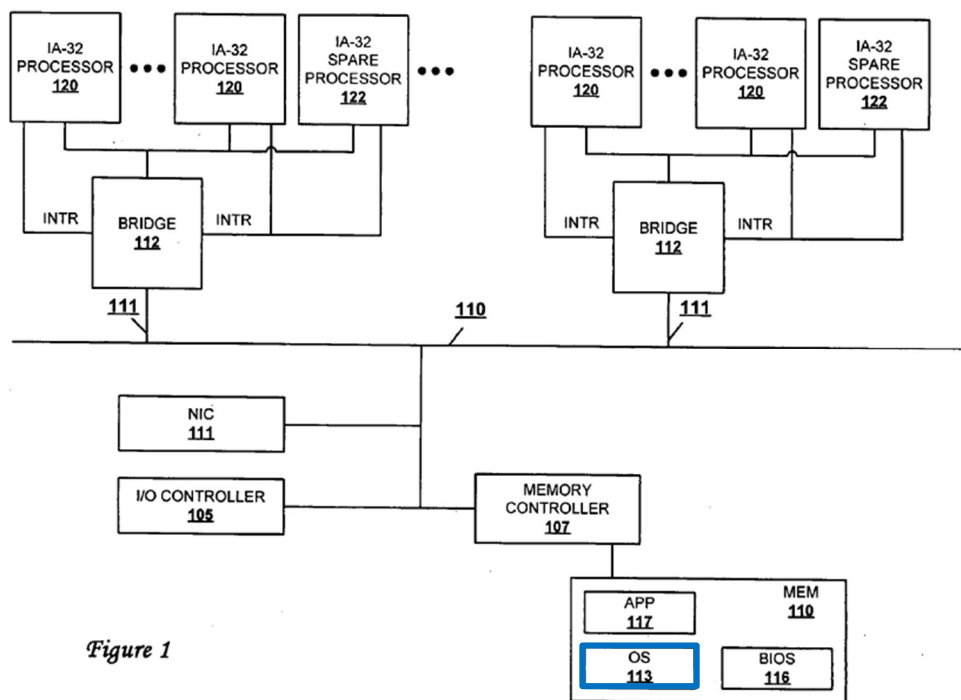 IA-32
PROCESSOR
120
IA-32
PROCESSOR
120
IA-32
SPARE
PROCESSOR
122
IA-32
PROCESSOR
120
IA-32
PROCESSOR
120
IA-32
SPARE
PROCESSOR
122
INTR
BRIDGE
112
INTR
INTR
BRIDGE
112
INTR
111
110
111
NIC
111
I/O CONTROLLER
105
MEMORY
CONTROLLER
107
MEM
110
APP
117
OS
113
BIOS
116
Figure 1